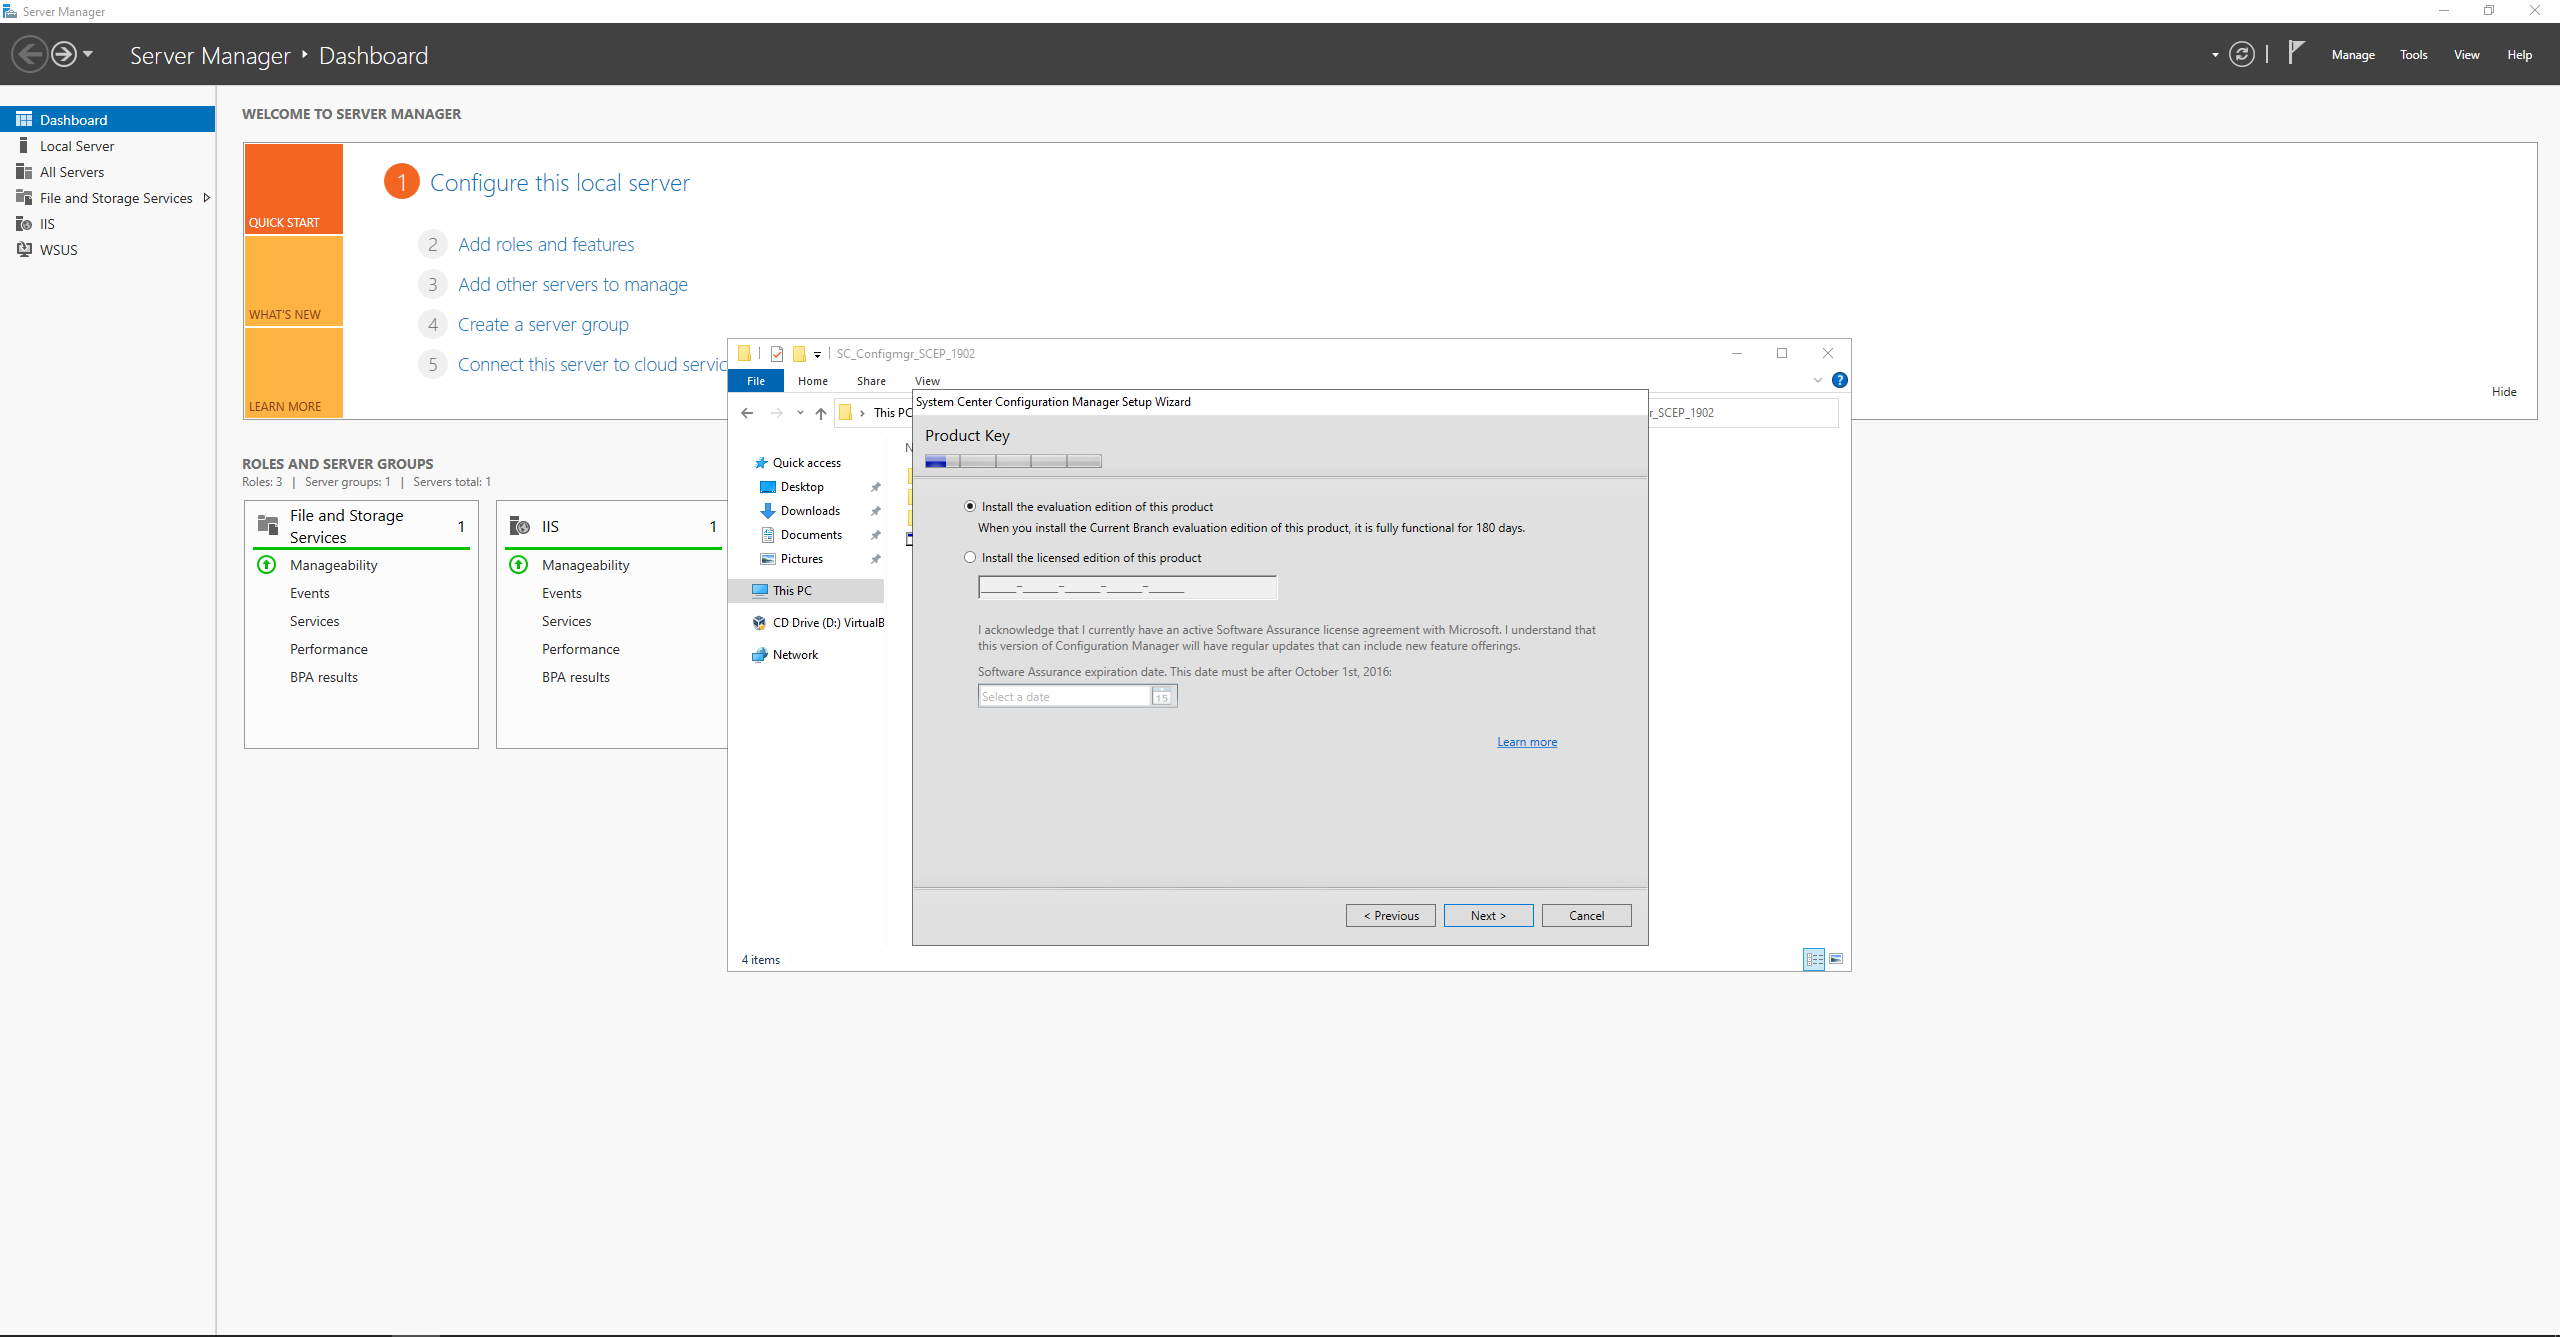 Server Manager
Server Manager ‣ Dashboard
Manage Tools View Help
Dashboard
Local Server
All Servers
File and Storage Services
IIS
WSUS
WELCOME TO SERVER MANAGER
QUICK START
WHAT'S NEW
LEARN MORE
1 Configure this local server
2 Add roles and features
3 Add other servers to manage
4 Create a server group
5 Connect this server to cloud servic
Hide
ROLES AND SERVER GROUPS
Roles: 3 | Server groups: 1 | Servers total: 1
File and Storage
Services
1
Manageability
Events
Services
Performance
BPA results
IIS 1
Manageability
Events
Services
Performance
BPA results
SC_Configmgr_SCEP_1902
File Home Share View
This PC
r_SCEP_1902
Quick access
Desktop
Downloads
Documents
Pictures
This PC
CD Drive (D:) VirtualB
Network
4 items
System Center Configuration Manager Setup Wizard
Product Key
Install the evaluation edition of this product
When you install the Current Branch evaluation edition of this product, it is fully functional for 180 days.
Install the licensed edition of this product
_____-_____-_____-_____-_____
I acknowledge that I currently have an active Software Assurance license agreement with Microsoft. I understand that
this version of Configuration Manager will have regular updates that can include new feature offerings.
Software Assurance expiration date. This date must be after October 1st, 2016:
Select a date 15
Learn more
< Previous Next > Cancel